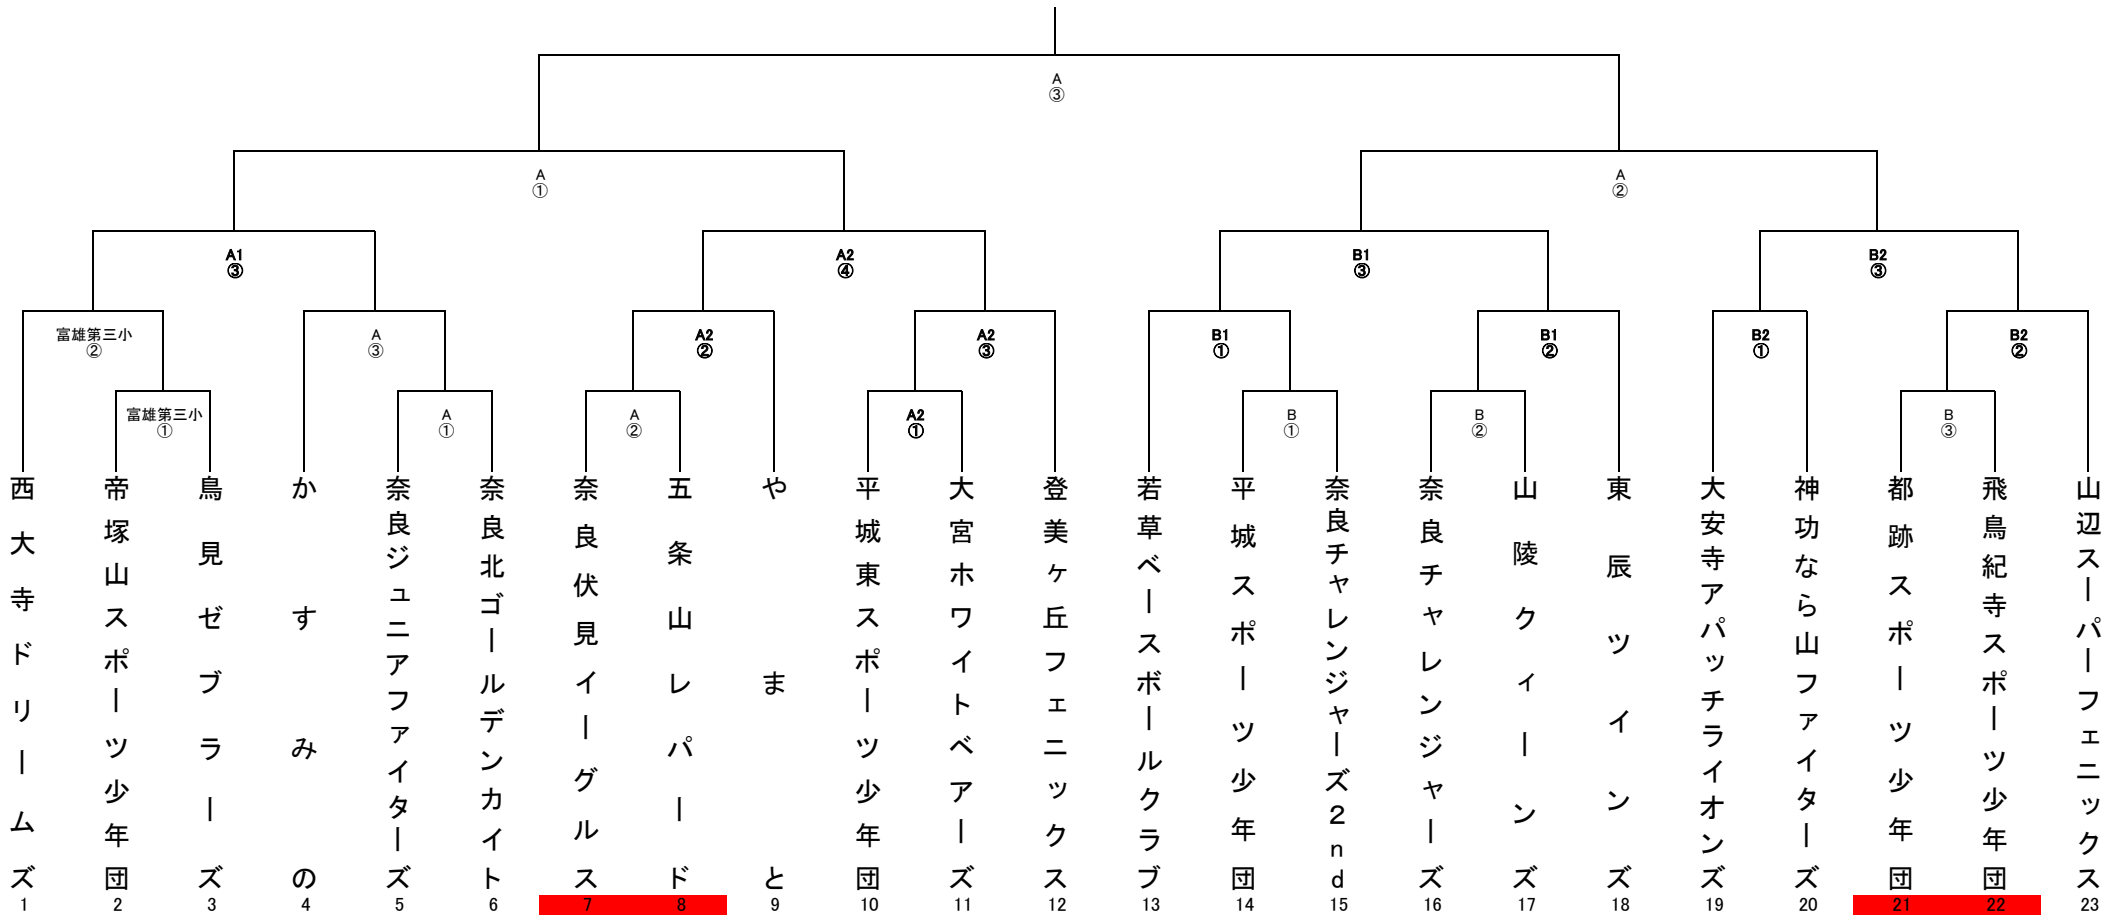 A
③
A
①
A
②
A1
③
A2
④
B1
③
B2
③
富雄第三小
②
A
③
A2
②
A2
③
B1
①
B1
②
B2
①
B2
②
富雄第三小
①
A
①
A
②
A2
①
B
①
B
②
B
③
西大寺ドリームズ
帝塚山スポーツ少年団
鳥見ゼブラーズ
かすみの
奈良ジュニアファイターズ
奈良北ゴールデンカイト
奈良伏見イーグルス
五条山レパード
やまと
平城東スポーツ少年団
大宮ホワイトベアーズ
登美ヶ丘フェニックス
若草ベースボールクラブ
平城スポーツ少年団
奈良チャレンジャーズ2nd
奈良チャレンジャーズ
山陵クィーンズ
東辰ツインズ
大安寺アパッチライオンズ
神功なら山ファイターズ
都跡スポーツ少年団
飛鳥紀寺スポーツ少年団
山辺スーパーフェニックス
1 2 3 4 5 6 7 8 9 10 11 12 13 14 15 16 17 18 19 20 21 22 23